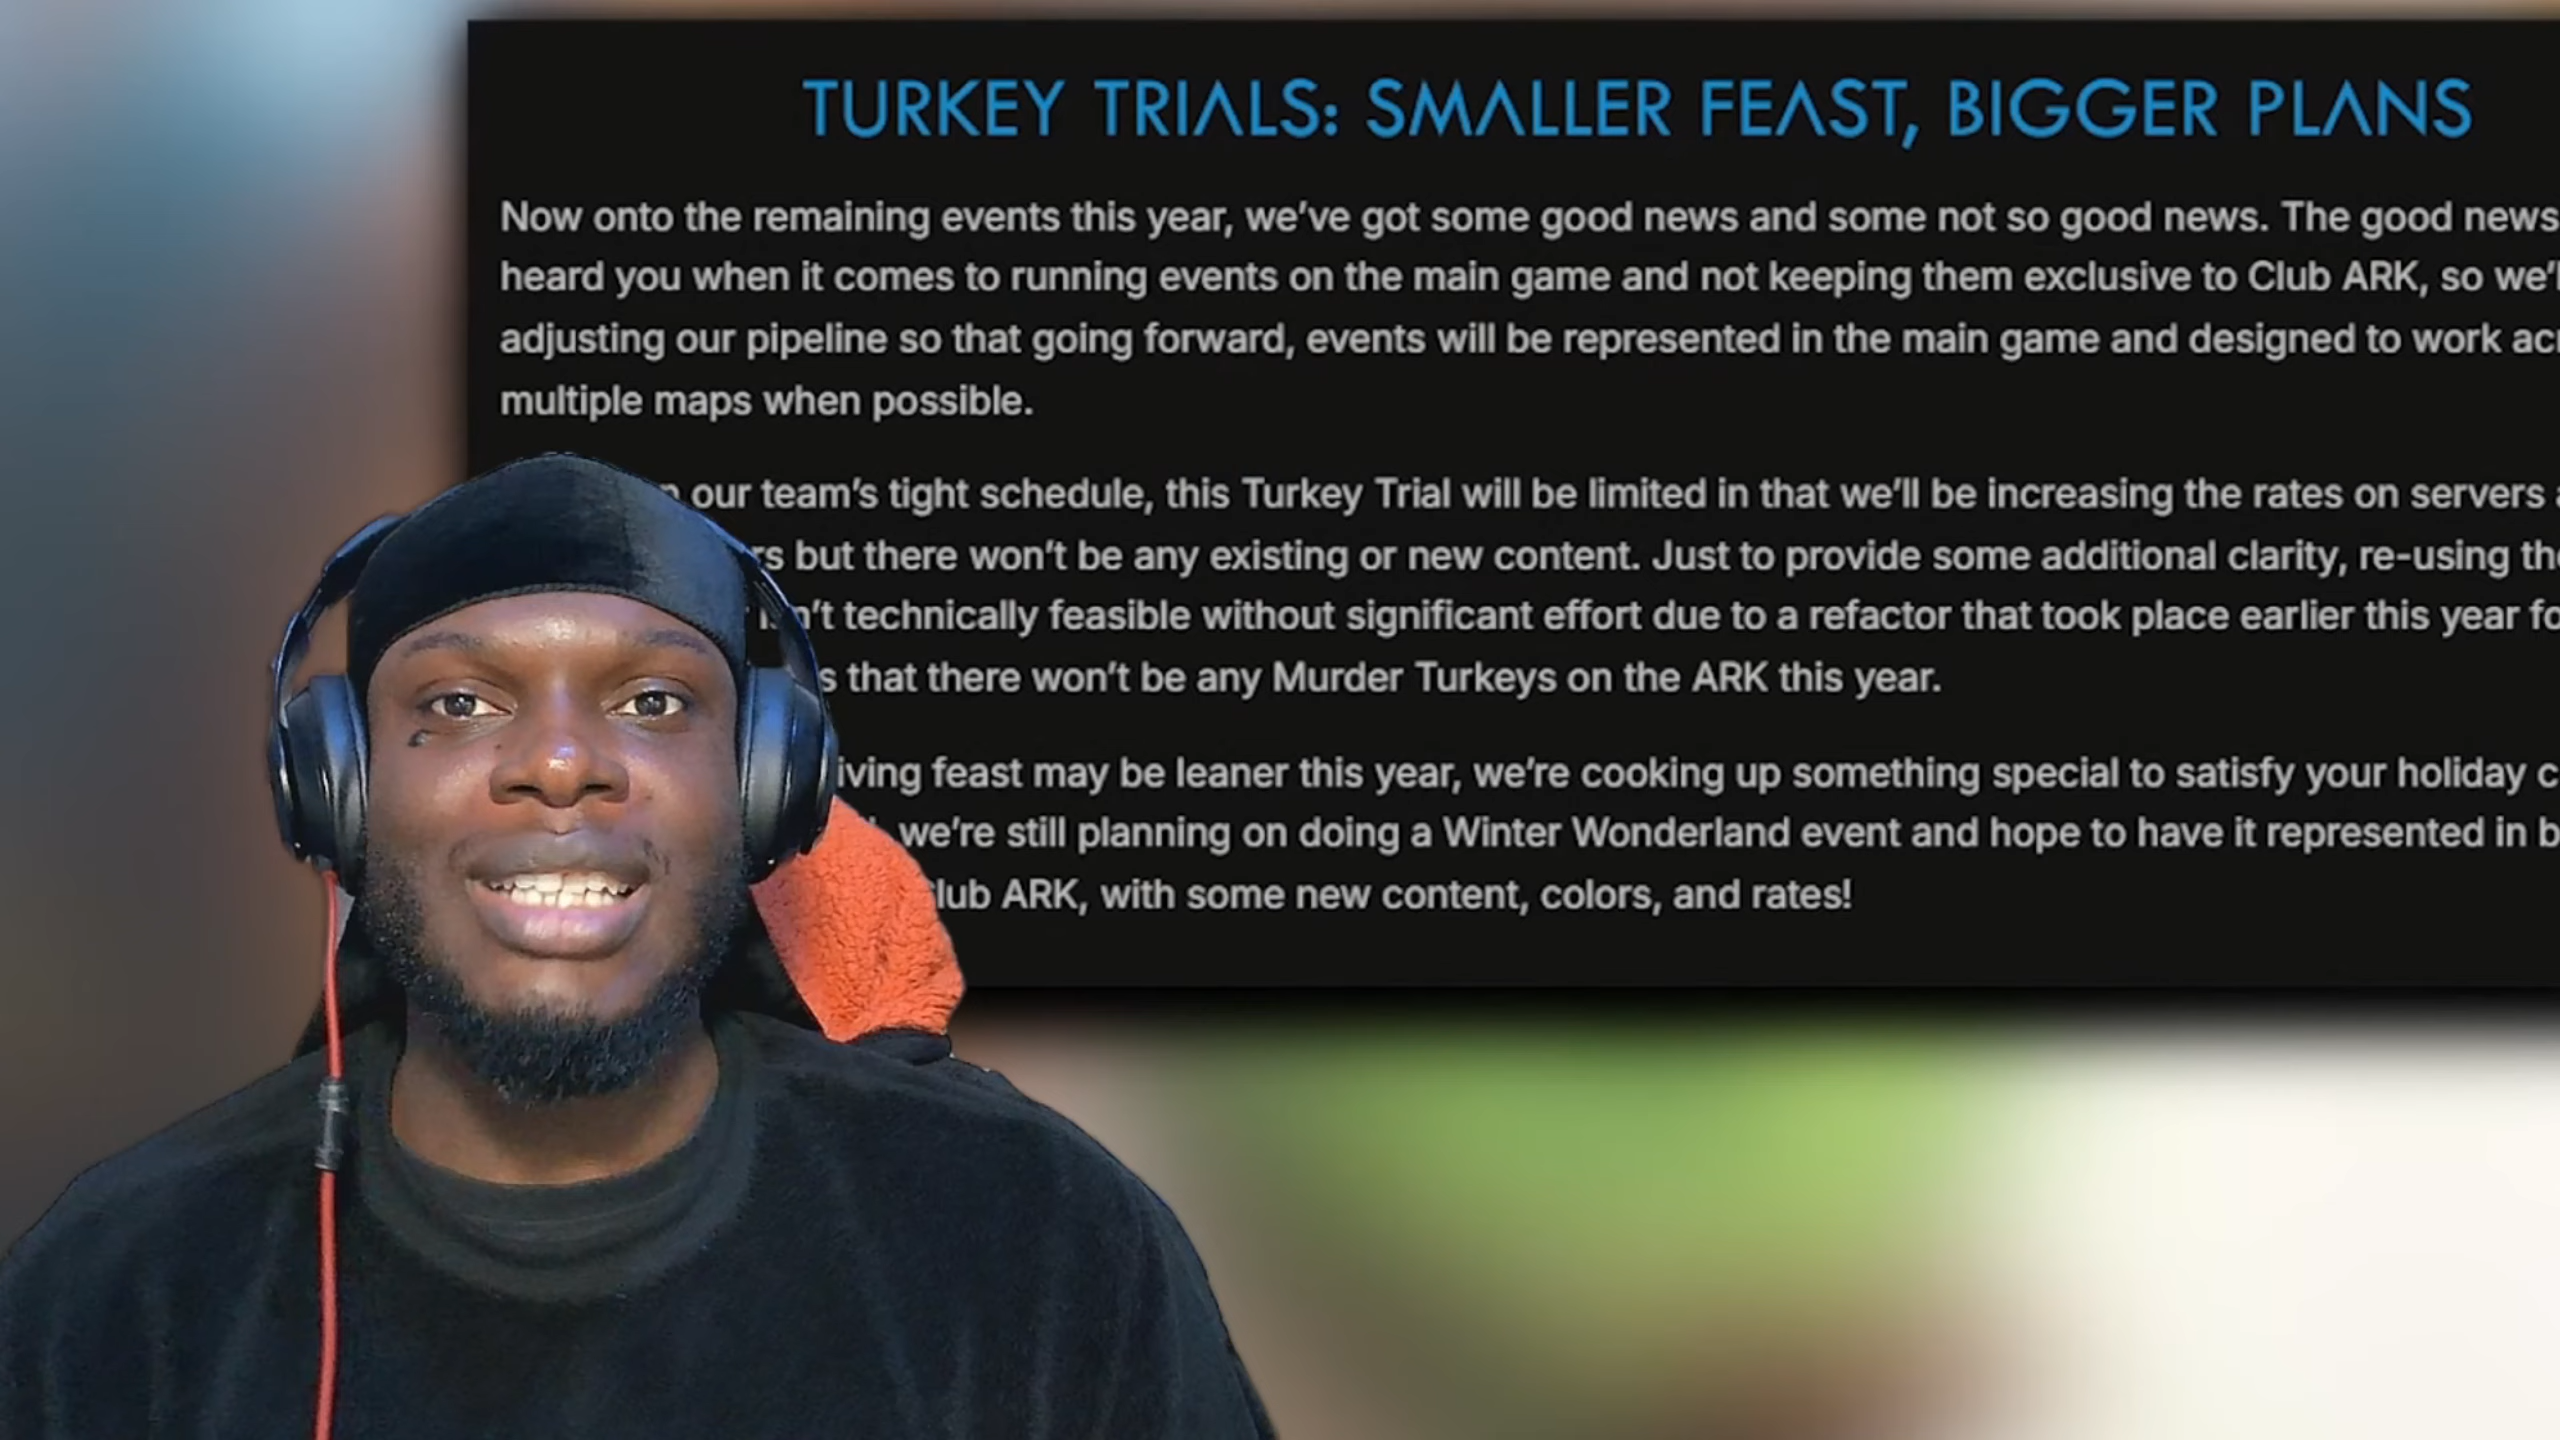 TURKEY TRIALS: SMALLER FEAST, BIGGER PLANS
Now onto the remaining events this year, we've got some good news and some not so good news. The good news
heard you when it comes to running events on the main game and not keeping them exclusive to Club ARK, so
adjusting our pipeline so that going forward, events will be represented in the main game and designed to work
multiple maps when possible.
our team's tight schedule, this Turkey Trial will be limited in that we'll be increasing the rates on servers
but there won't be any existing or new content. Just to provide some additional clarity, re-using
isn't technically feasible without significant effort due to a refactor that took place earlier this year
that there won't be any Murder Turkeys on the ARK this year.
feast may be leaner this year, we're cooking up something special to satisfy your holiday
we're still planning on doing a Winter Wonderland event and hope to have it represented in
ARK, with some new content, colors, and rates!